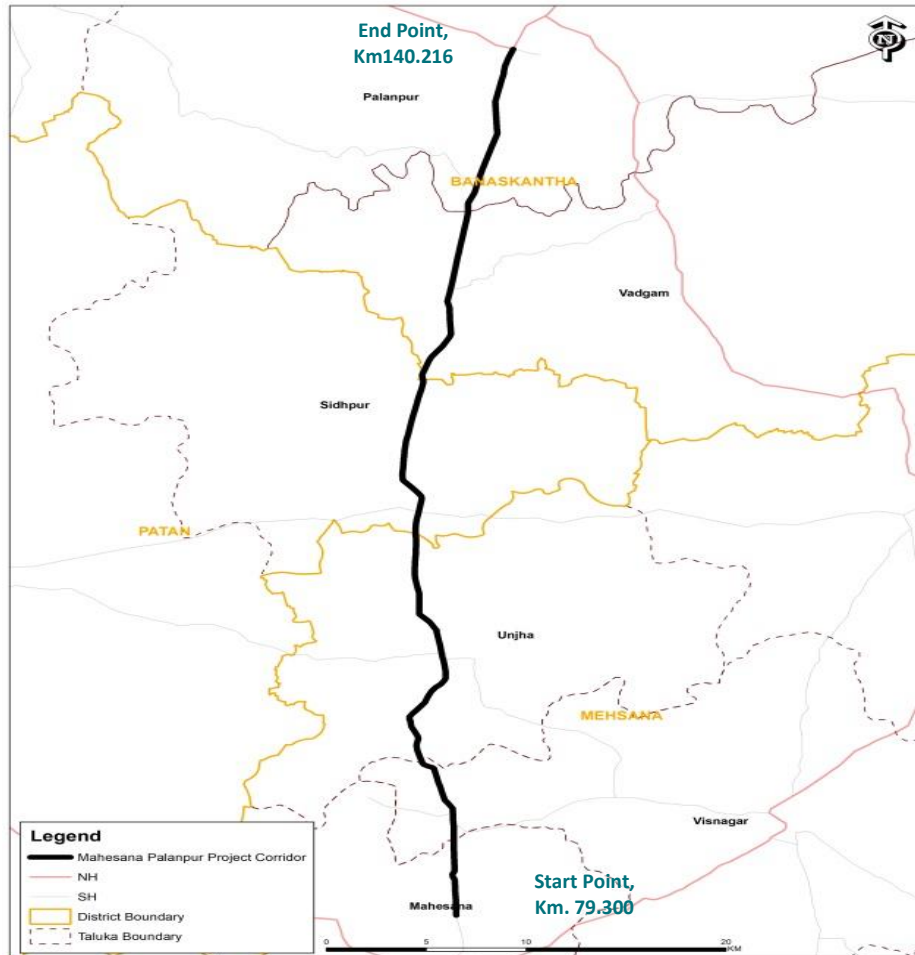 End Point,
Km140.216
N
Palanpur
BANASKANTHA
Vadgam
Sidhpur
PATAN
Unjha
MEHSANA
Visnagar
Start Point,
Km. 79.300
Mahesana
Legend
Mahesana Palanpur Project Corridor
NH
SH
District Boundary
Taluka Boundary
0 5 10 20
KM